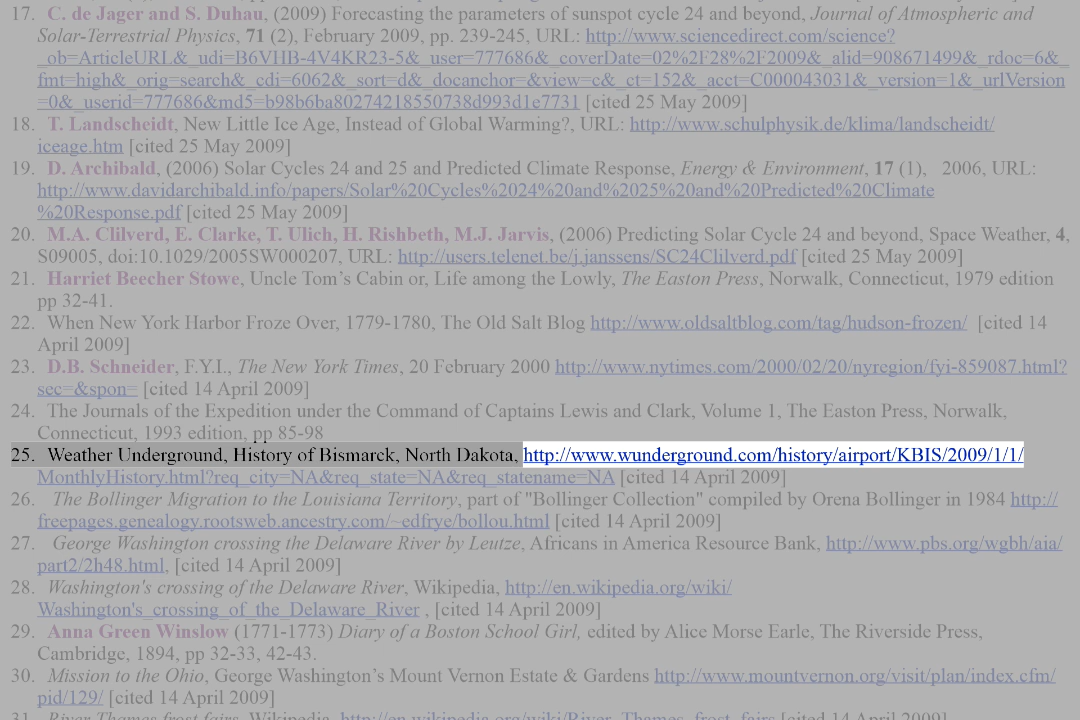 17. C. de Jager and S. Duhau, (2009) Forecasting the parameters of sunspot cycle 24 and beyond, Journal of Atmospheric and
Solar-Terrestrial Physics, 71 (2), February 2009, pp. 239-245, URL: http://www.sciencedirect.com/science?
_ob=ArticleURL&_udi=B6VHB-4V4KR23-5&_user=777686&_coverDate=02%2F28%2F2009&_alid=908671499&_rdoc=6&_
fmt=high&_orig=search&_cdi=6062&_sort=d&_docanchor=&view=c&_ct=152&_acct=C000043031&_version=1&_urlVersion
=0&_userid=777686&md5=b98b6ba80274218550738d993d1e7731 [cited 25 May 2009]
18. T. Landscheidt, New Little Ice Age, Instead of Global Warming?, URL: http://www.schulphysik.de/klima/landscheidt/
iceage.htm [cited 25 May 2009]
19. D. Archibald, (2006) Solar Cycles 24 and 25 and Predicted Climate Response, Energy & Environment, 17 (1), 2006, URL:
http://www.davidarchibald.info/papers/Solar%20Cycles%2024%20and%2025%20and%20Predicted%20Climate
%20Response.pdf [cited 25 May 2009]
20. M.A. Clilverd, E. Clarke, T. Ulich, H. Rishbeth, M.J. Jarvis, (2006) Predicting Solar Cycle 24 and beyond, Space Weather, 4,
S09005, doi:10.1029/2005SW000207, URL: http://users.telenet.be/j.janssens/SC24Clilverd.pdf [cited 25 May 2009]
21. Harriet Beecher Stowe, Uncle Tom’s Cabin or, Life among the Lowly, The Easton Press, Norwalk, Connecticut, 1979 edition
pp 32-41.
22. When New York Harbor Froze Over, 1779-1780, The Old Salt Blog http://www.oldsaltblog.com/tag/hudson-frozen/ [cited 14
April 2009]
23. D.B. Schneider, F.Y.I., The New York Times, 20 February 2000 http://www.nytimes.com/2000/02/20/nyregion/fyi-859087.html?
sec=&spon= [cited 14 April 2009]
24. The Journals of the Expedition under the Command of Captains Lewis and Clark, Volume 1, The Easton Press, Norwalk,
Connecticut, 1993 edition, pp 85-98
25. Weather Underground, History of Bismarck, North Dakota, http://www.wunderground.com/history/airport/KBIS/2009/1/1/
MonthlyHistory.html?req_city=NA&req_state=NA&req_statename=NA [cited 14 April 2009]
26. The Bollinger Migration to the Louisiana Territory, part of "Bollinger Collection" compiled by Orena Bollinger in 1984 http://
freepages.genealogy.rootsweb.ancestry.com/~edfrye/bollou.html [cited 14 April 2009]
27. George Washington crossing the Delaware River by Leutze, Africans in America Resource Bank, http://www.pbs.org/wgbh/aia/
part2/2h48.html, [cited 14 April 2009]
28. Washington's crossing of the Delaware River, Wikipedia, http://en.wikipedia.org/wiki/
Washington's_crossing_of_the_Delaware_River , [cited 14 April 2009]
29. Anna Green Winslow (1771-1773) Diary of a Boston School Girl, edited by Alice Morse Earle, The Riverside Press,
Cambridge, 1894, pp 32-33, 42-43.
30. Mission to the Ohio, George Washington’s Mount Vernon Estate & Gardens http://www.mountvernon.org/visit/plan/index.cfm/
pid/129/ [cited 14 April 2009]
31. River Thames frost fairs, Wikipedia, http://en.wikipedia.org/wiki/River_Thames_frost_fairs [cited 14 April 2009]